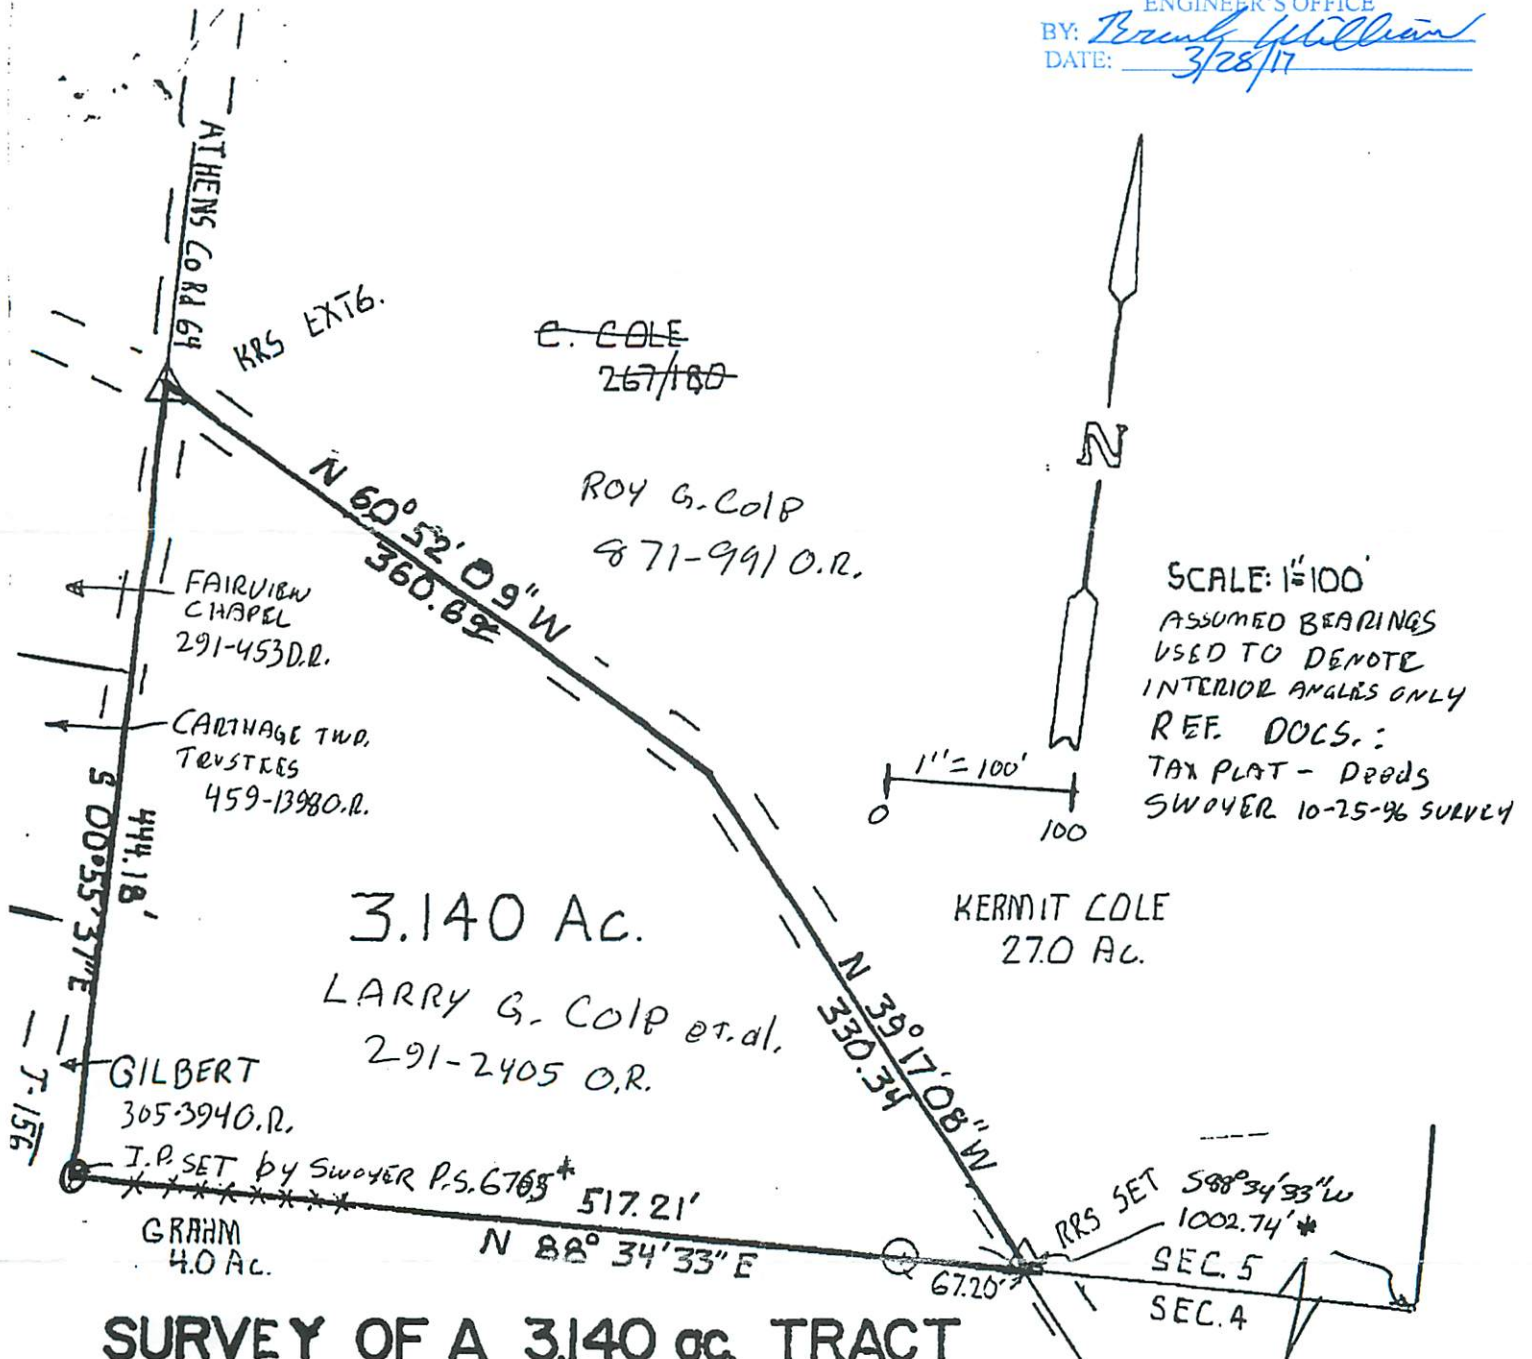 ENGINEER'S OFFICE
BY:
DATE: 3/28/17
ATHENS Co Rd 64
KRS EXTG.
C. COLE
267/180
ROY G. COLE
871-991 O.R.
N 60° 52' 09" W
360.69
FAIRVIEW
CHAPEL
291-453 D.R.
CARTHAGE TWP.
TRUSTEES
459-1398 O.R.
S 00°55'37"E
444.18'
N
SCALE: 1"=100'
ASSUMED BEARINGS
USED TO DENOTE
INTERIOR ANGLES ONLY
REF. DOCS.:
TAX PLAT - Deeds
SWOYER 10-25-96 SURVEY
1"=100'
0
100
3.140 Ac.
LARRY G. COLE et.al.
291-2405 O.R.
KERMIT COLE
27.0 Ac.
N 39° 17' 08" W
330.34
T-156
GILBERT
305-394 O.R.
I.P. SET by SWOYER P.S. 6765*
517.21'
N 88° 34' 33" E
67.20'
GRAHM
4.0 Ac.
RRS SET
S88°34'33"W
1002.74'*
SEC. 5
SEC. 4
SURVEY OF A 3.140 ac. TRACT